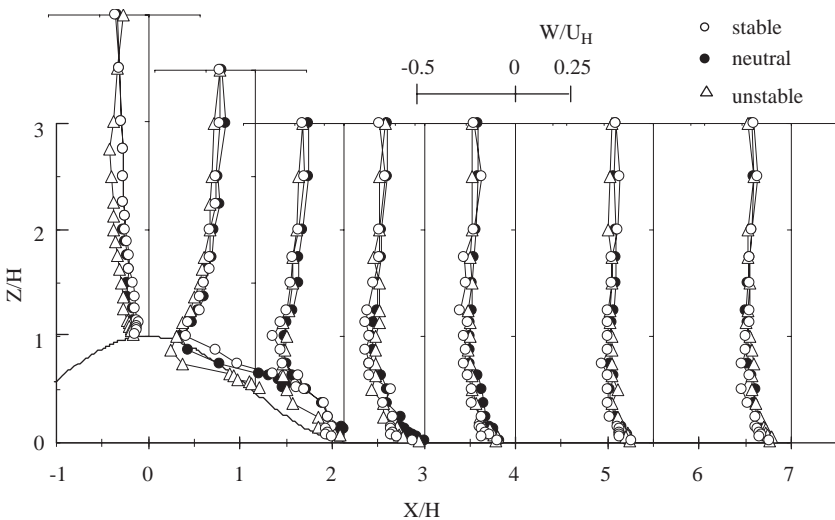 W/U_H
-0.5 0 0.25
stable
neutral
unstable
3
2
1
0
Z/H
-1 0 1 2 3 4 5 6 7
X/H